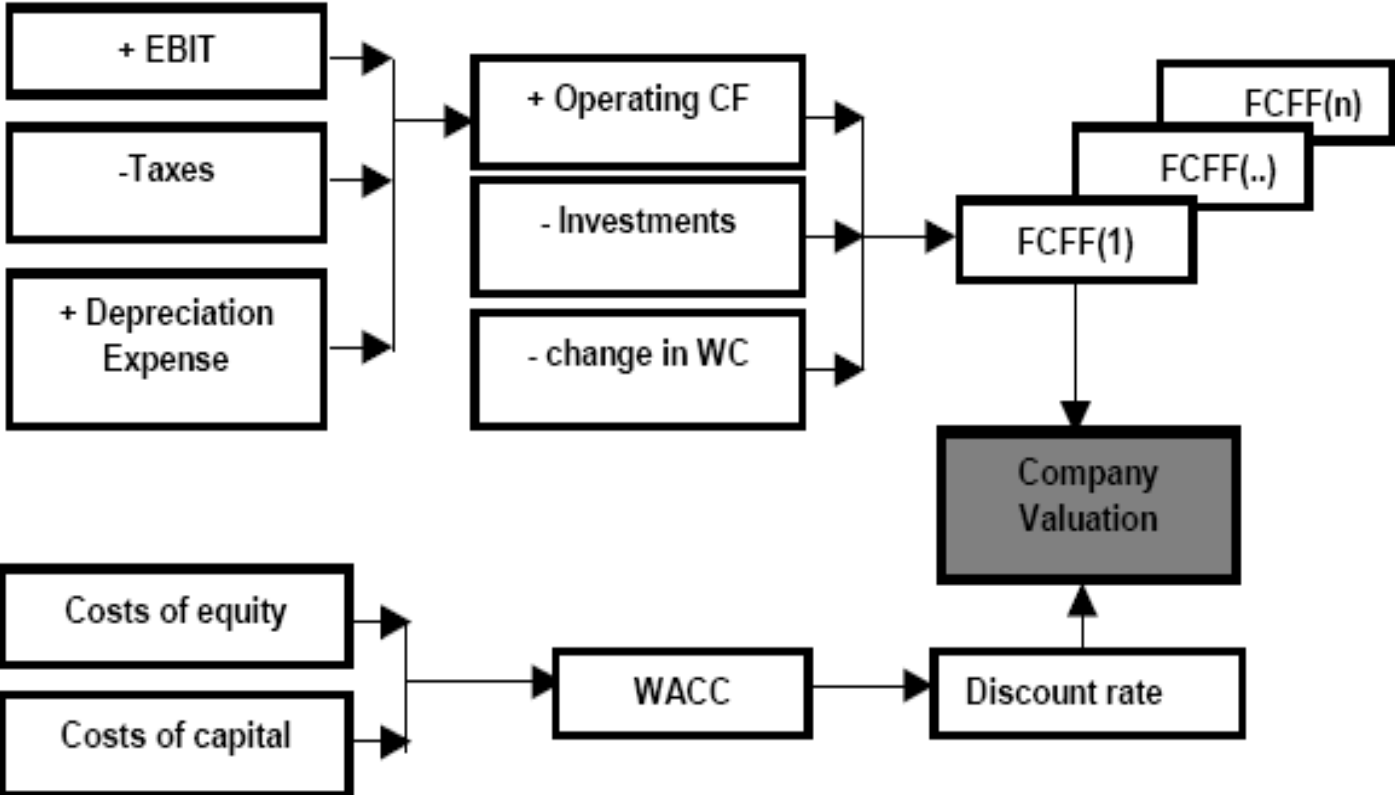 + EBIT
-Taxes
+ Depreciation
Expense
+ Operating CF
- Investments
- change in WC
FCFF(n)
FCFF(..)
FCFF(1)
Company
Valuation
Costs of equity
Costs of capital
WACC
Discount rate